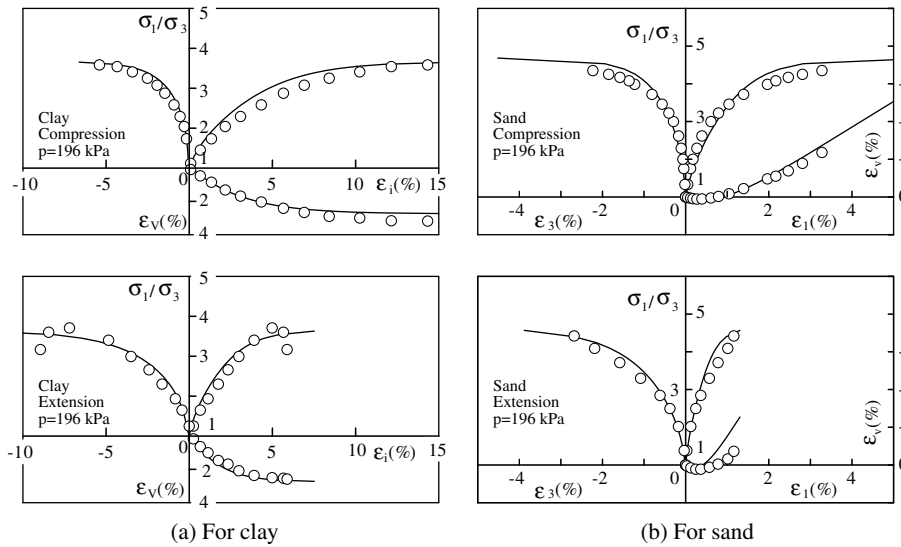 σ1/σ3
5
4
3
2
1
Clay
Compression
p=196 kPa
-10
-5
0
5
10
15
εi(%)
2
εV(%)
4
σ1/σ3
5
3
1
Sand
Compression
p=196 kPa
εv(%)
-4
-2
0
2
4
ε3(%)
ε1(%)
σ1/σ3
5
4
3
2
1
Clay
Extension
p=196 kPa
-10
-5
0
5
10
15
εi(%)
2
εV(%)
4
σ1/σ3
5
3
1
Sand
Extension
p=196 kPa
εv(%)
-4
-2
0
2
4
ε3(%)
ε1(%)
(a) For clay
(b) For sand